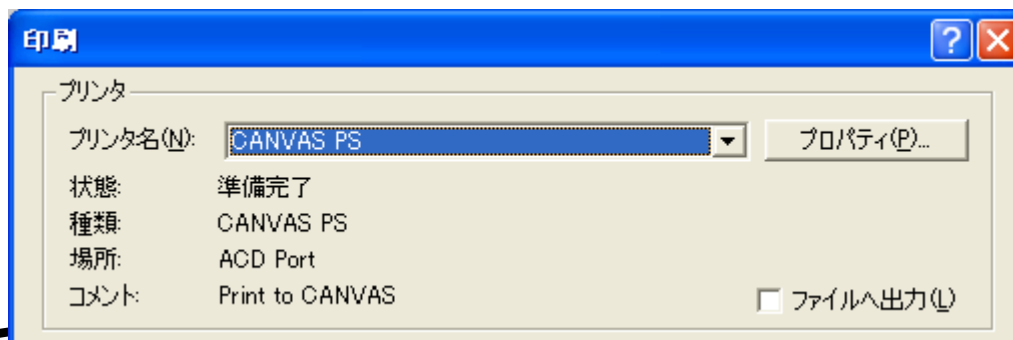 印刷
プリンタ
プリンタ名(N): CANVAS PS プロパティ(P)...
状態: 準備完了
種類: CANVAS PS
場所: ACD Port
コメント: Print to CANVAS ファイルへ出力(L)